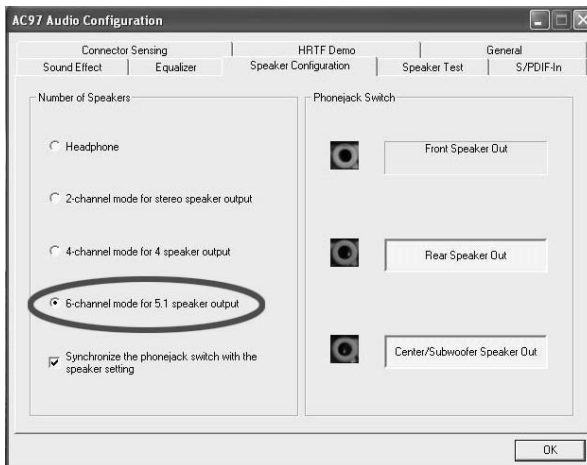 AC97 Audio Configuration
Connector Sensing
HRTF Demo
General
Sound Effect
Equalizer
Speaker Configuration
Speaker Test
S/PDIF-In
Number of Speakers
Headphone
2-channel mode for stereo speaker output
4-channel mode for 4 speaker output
6-channel mode for 5.1 speaker output
Synchronize the phonejack switch with the
speaker setting
Phonejack Switch
Front Speaker Out
Rear Speaker Out
Center/Subwoofer Speaker Out
OK